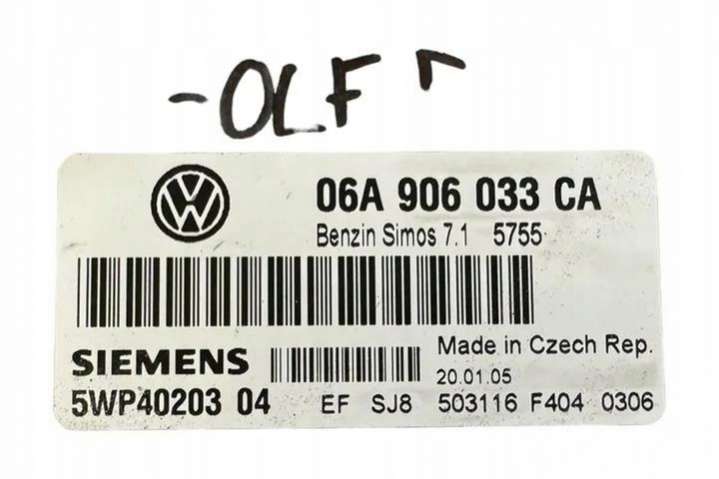 -OLF
06A 906 033 CA
Benzin Simos 7.1 5755
SIEMENS
Made in Czech Rep.
20.01.05
5WP40203 04 EF SJ8 503116 F404 0306